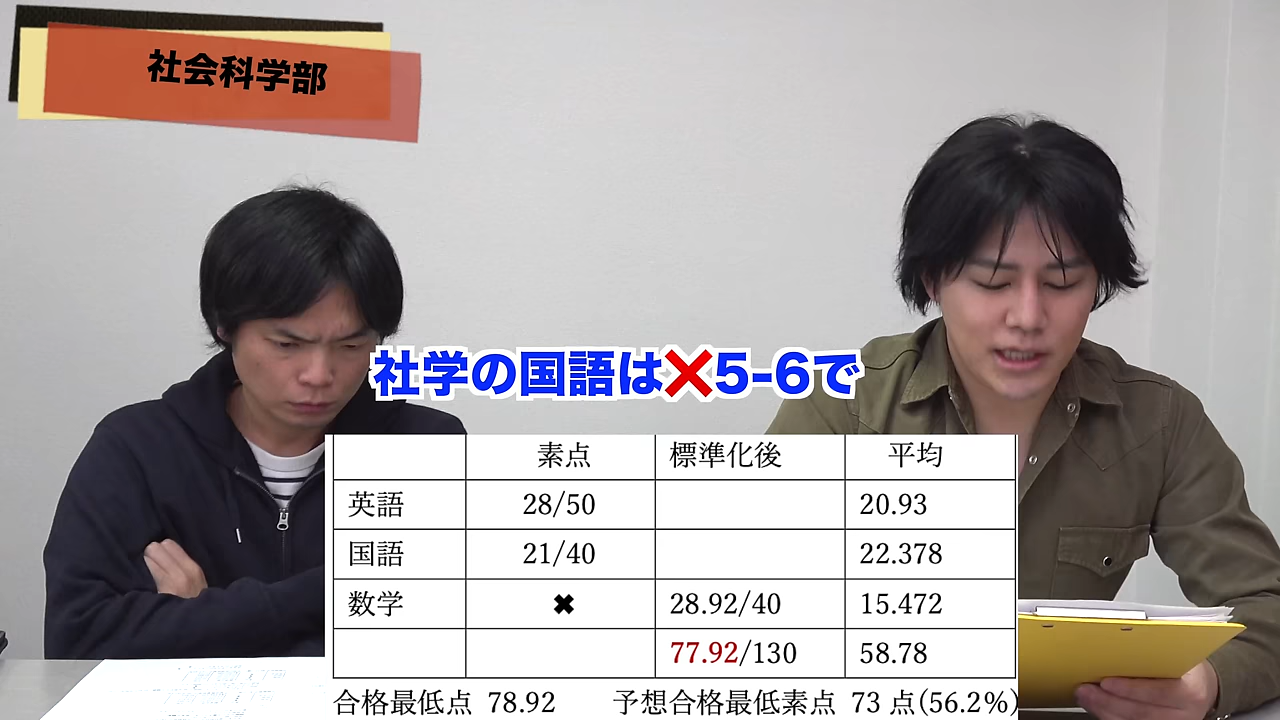 社会科学部
社学の国語は❌5-6で
素点 標準化後 平均
英語 28/50 20.93
国語 21/40 22.378
数学 ✖ 28.92/40 15.472
77.92/130 58.78
合格最低点 78.92 予想合格最低素点 73 点(56.2%)